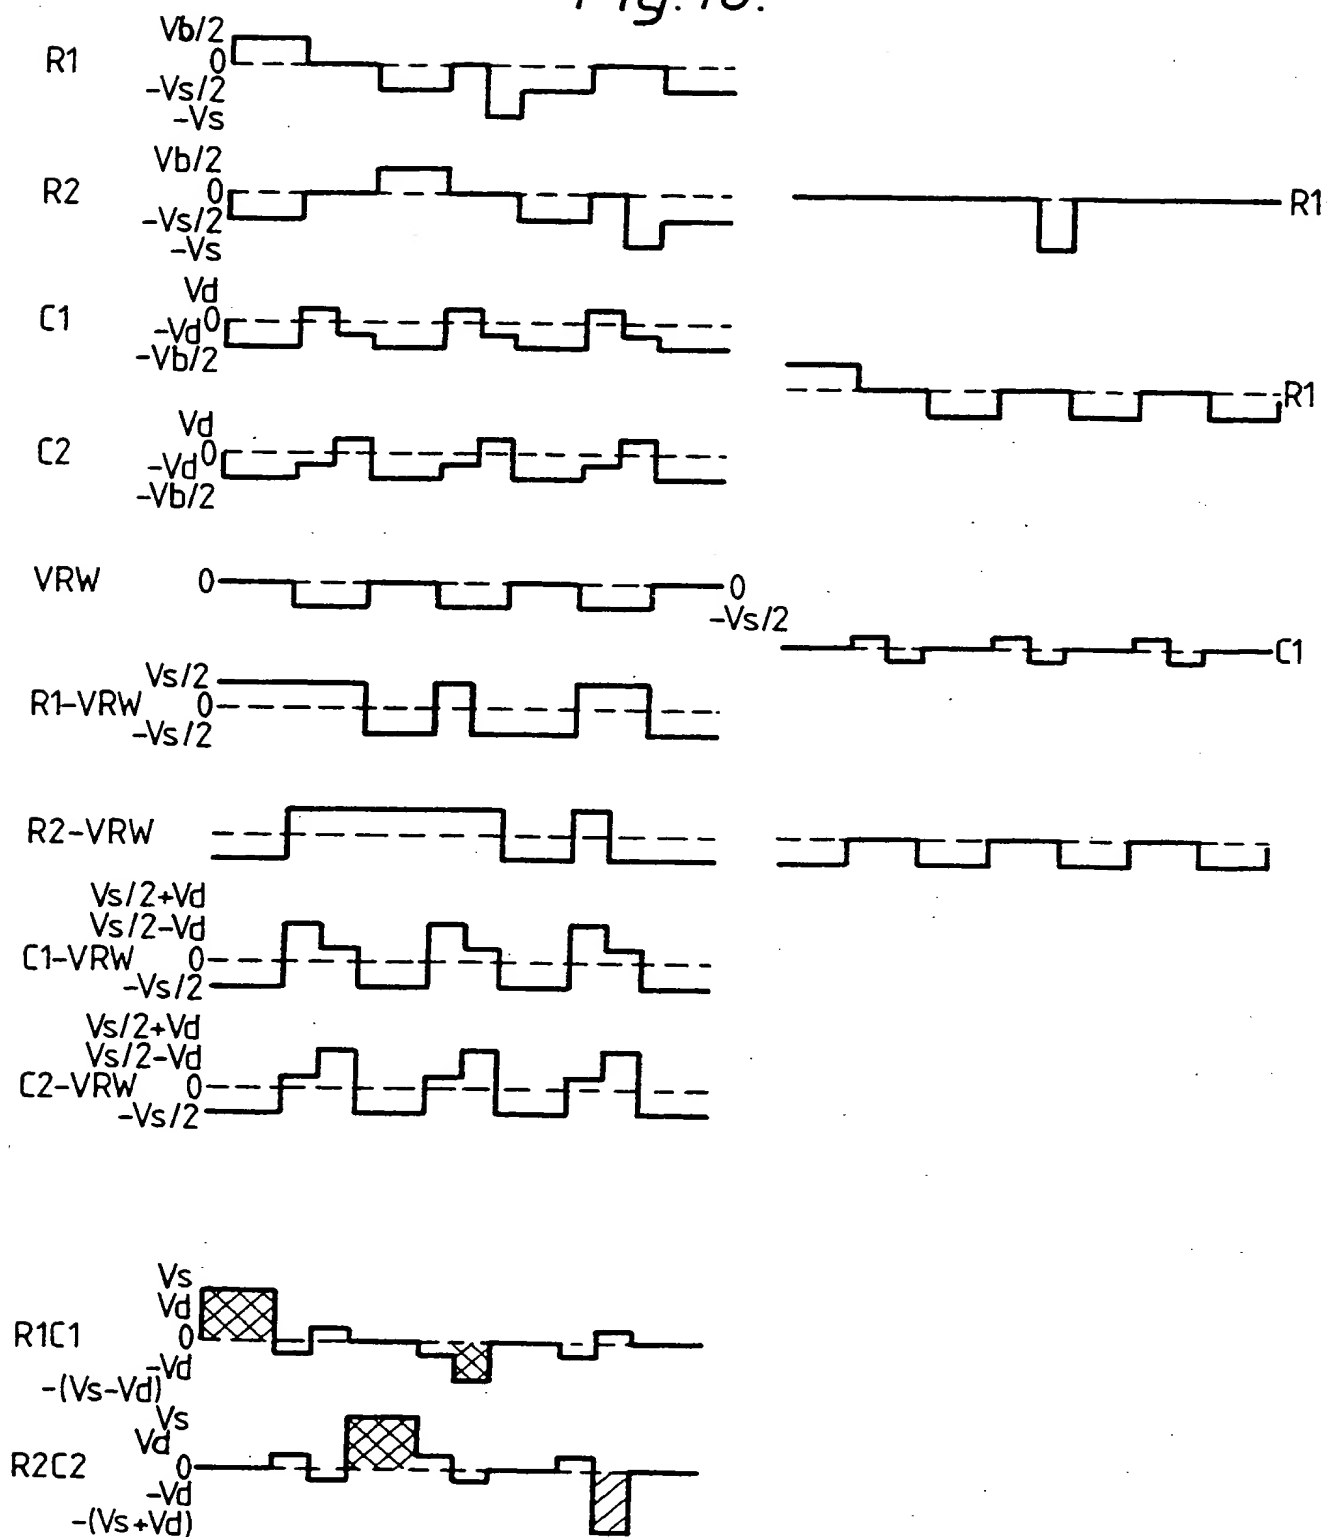 Fig.10.
R1
Vb/2
0
-Vs/2
-Vs
R2
Vb/2
0
-Vs/2
-Vs
R1
C1
Vd
0
-Vd
-Vb/2
R1
C2
Vd
0
-Vd
-Vb/2
VRW
0
0
-Vs/2
C1
R1-VRW
Vs/2
0
-Vs/2
R2-VRW
Vs/2+Vd
Vs/2-Vd
C1-VRW
0
-Vs/2
Vs/2+Vd
Vs/2-Vd
C2-VRW
0
-Vs/2
R1C1
Vs
Vd
0
-Vd
-(Vs-Vd)
R2C2
Vs
Vd
0
-Vd
-(Vs+Vd)